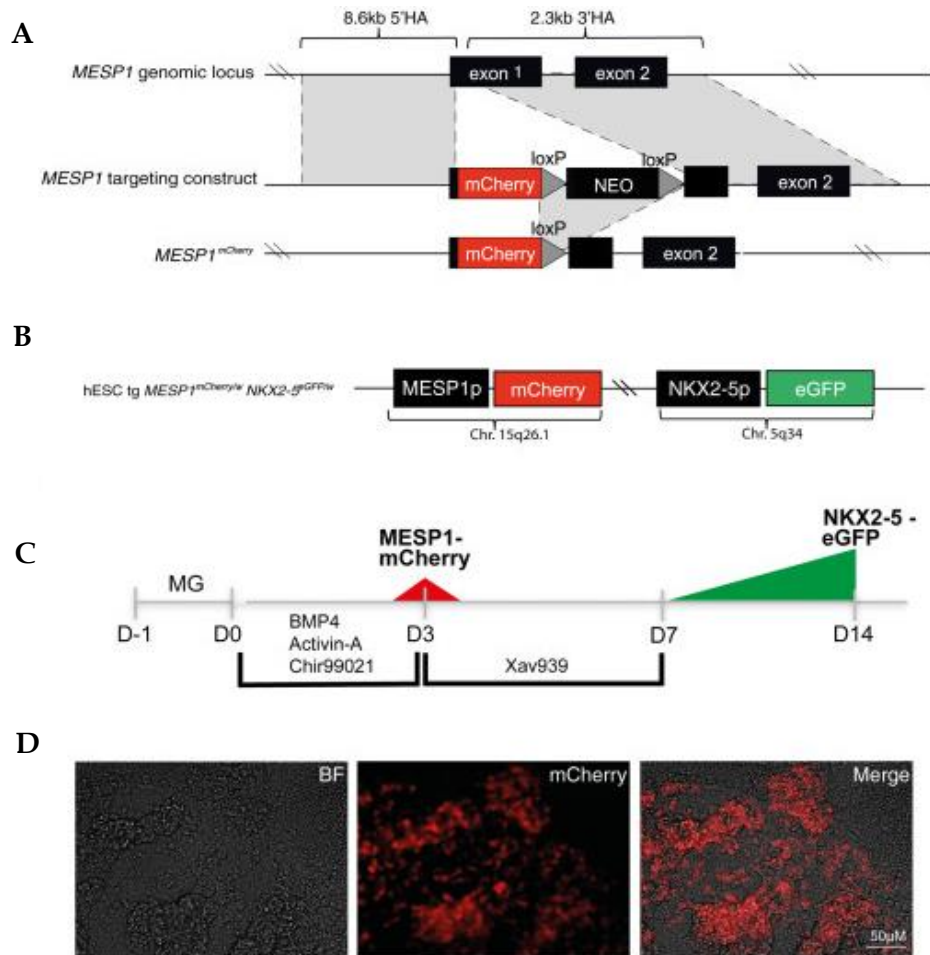 A
8.6kb 5'HA 2.3kb 3'HA
MESP1 genomic locus exon 1 exon 2
loxP loxP
MESP1 targeting construct mCherry NEO exon 2
loxP
MESP1mCherry mCherry exon 2
B
hESC tg MESP1mCherry/w NKX2-5eGFP/w MESP1p mCherry NKX2-5p eGFP
Chr. 15q26.1 Chr. 5q34
C
MESP1-
mCherry
NKX2-5 -
eGFP
MG
D-1 D0 D3 D7 D14
BMP4
Activin-A
Chir99021
Xav939
D
BF mCherry Merge
50µM